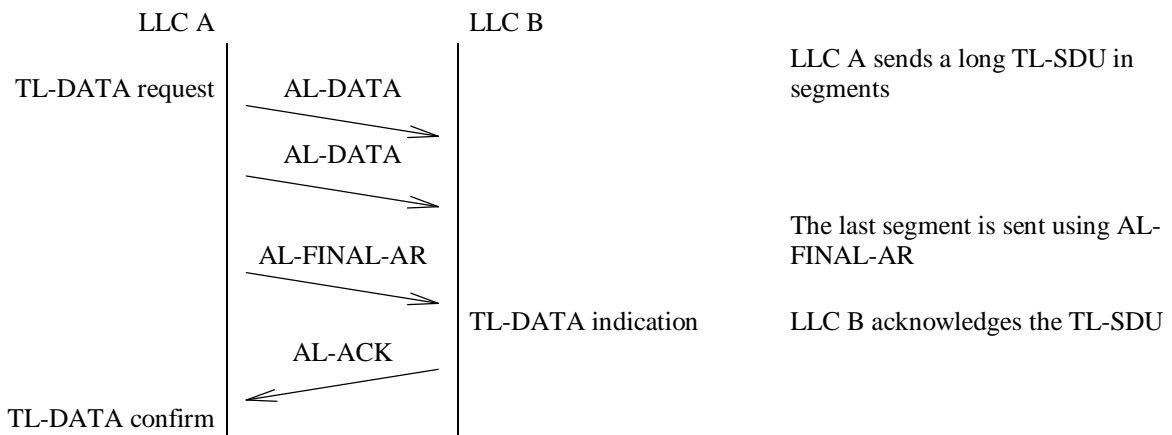 LLC A
LLC B
LLC A sends a long TL-SDU in
segments
TL-DATA request
AL-DATA
AL-DATA
The last segment is sent using AL-
FINAL-AR
AL-FINAL-AR
TL-DATA indication
LLC B acknowledges the TL-SDU
AL-ACK
TL-DATA confirm